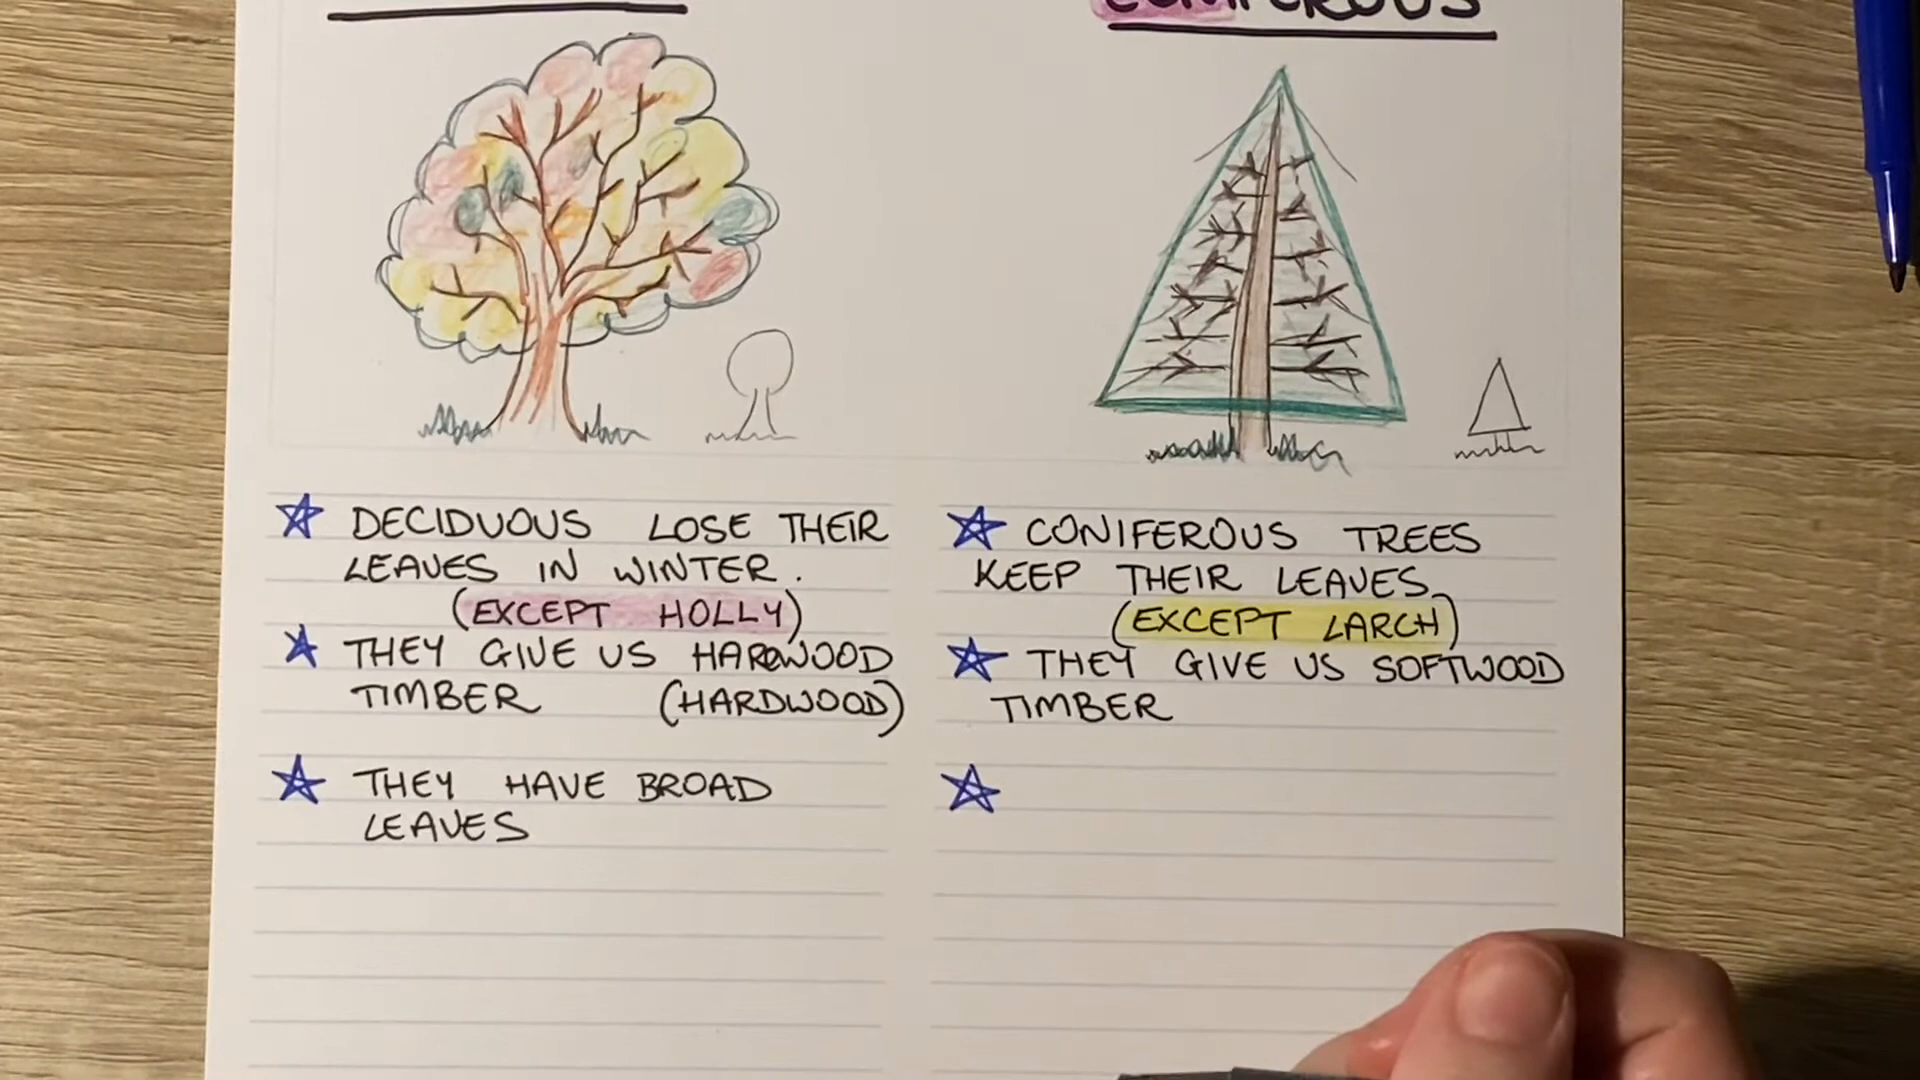 CONIFEROUS
DECIDUOUS LOSE THEIR
LEAVES IN WINTER.
(EXCEPT HOLLY)
THEY GIVE US HARDWOOD
TIMBER (HARDWOOD)
THEY HAVE BROAD
LEAVES
CONIFEROUS TREES
KEEP THEIR LEAVES
(EXCEPT LARCH)
THEY GIVE US SOFTWOOD
TIMBER